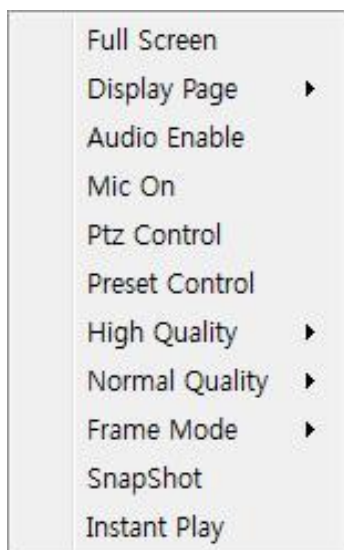 Full Screen
Display Page
Audio Enable
Mic On
Ptz Control
Preset Control
High Quality
Normal Quality
Frame Mode
SnapShot
Instant Play